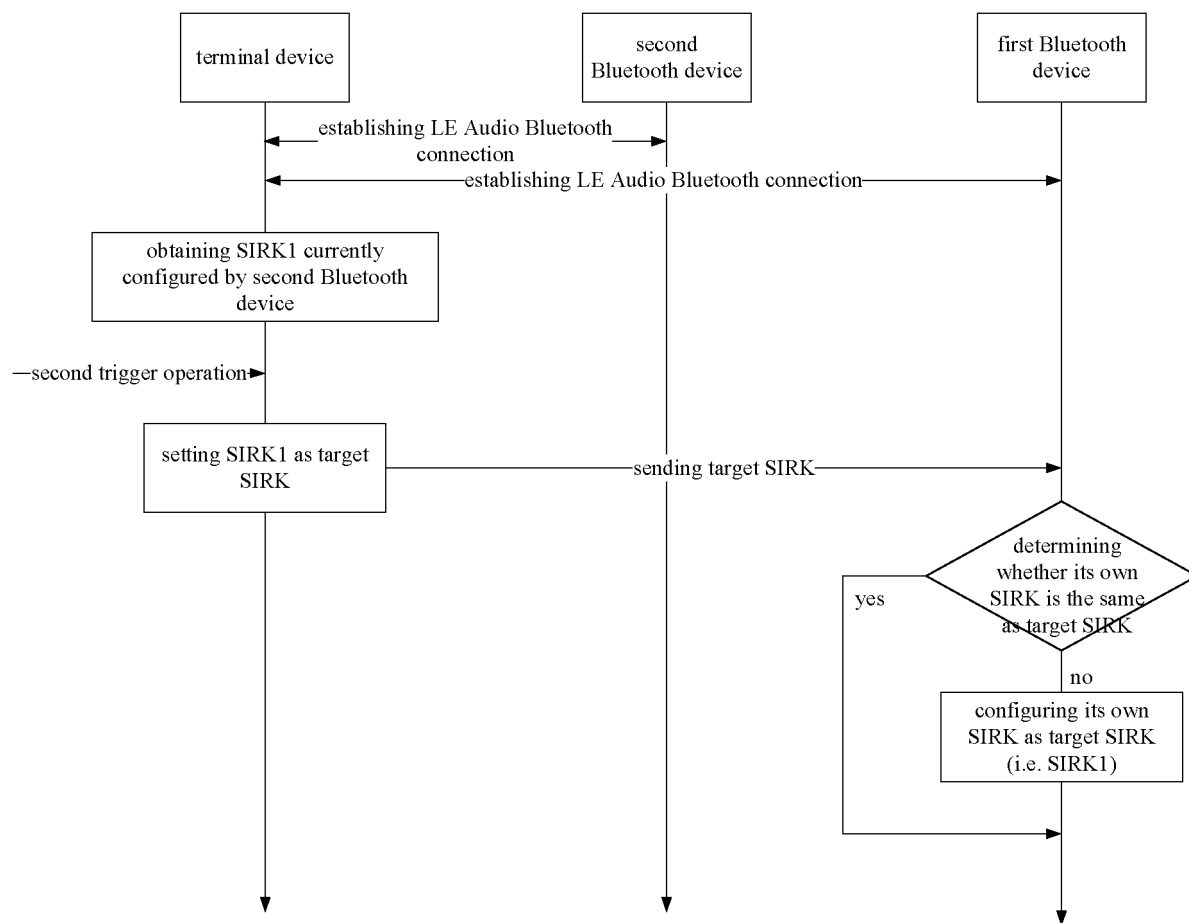 terminal device
second
Bluetooth device
first Bluetooth
device
establishing LE Audio Bluetooth
connection
establishing LE Audio Bluetooth connection
obtaining SIRK1 currently
configured by second Bluetooth
device
second trigger operation
setting SIRK1 as target
SIRK
sending target SIRK
determining
whether its own
SIRK is the same
as target SIRK
yes
no
configuring its own
SIRK as target SIRK
(i.e. SIRK1)